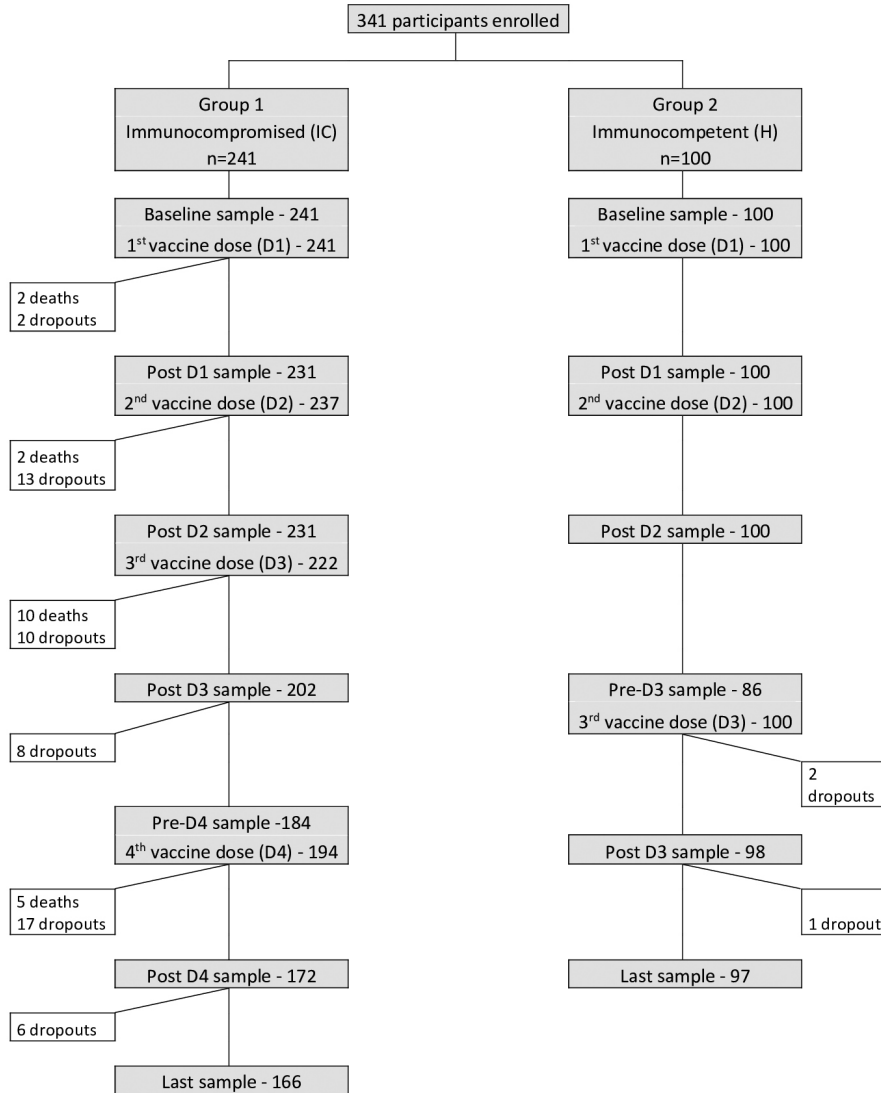 341 participants enrolled
Group 1
Immunocompromised (IC)
n=241
Baseline sample - 241
1st vaccine dose (D1) - 241
2 deaths
2 dropouts
Post D1 sample - 231
2nd vaccine dose (D2) - 237
2 deaths
13 dropouts
Post D2 sample - 231
3rd vaccine dose (D3) - 222
10 deaths
10 dropouts
Post D3 sample - 202
8 dropouts
Pre-D4 sample -184
4th vaccine dose (D4) - 194
5 deaths
17 dropouts
Post D4 sample - 172
6 dropouts
Last sample - 166
Group 2
Immunocompetent (H)
n=100
Baseline sample - 100
1st vaccine dose (D1) - 100
Post D1 sample - 100
2nd vaccine dose (D2) - 100
Post D2 sample - 100
Pre-D3 sample - 86
3rd vaccine dose (D3) - 100
2
dropouts
Post D3 sample - 98
1 dropout
Last sample - 97